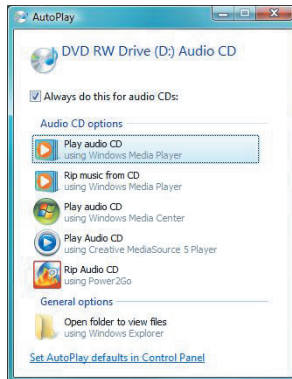 AutoPlay
DVD RW Drive (D:) Audio CD
Always do this for audio CDs:
Audio CD options
Play audio CD
using Windows Media Player
Rip music from CD
using Windows Media Player
Play audio CD
using Windows Media Center
Play Audio CD
using Creative MediaSource 5 Player
Rip Audio CD
using Power2Go
General options
Open folder to view files
using Windows Explorer
Set AutoPlay defaults in Control Panel